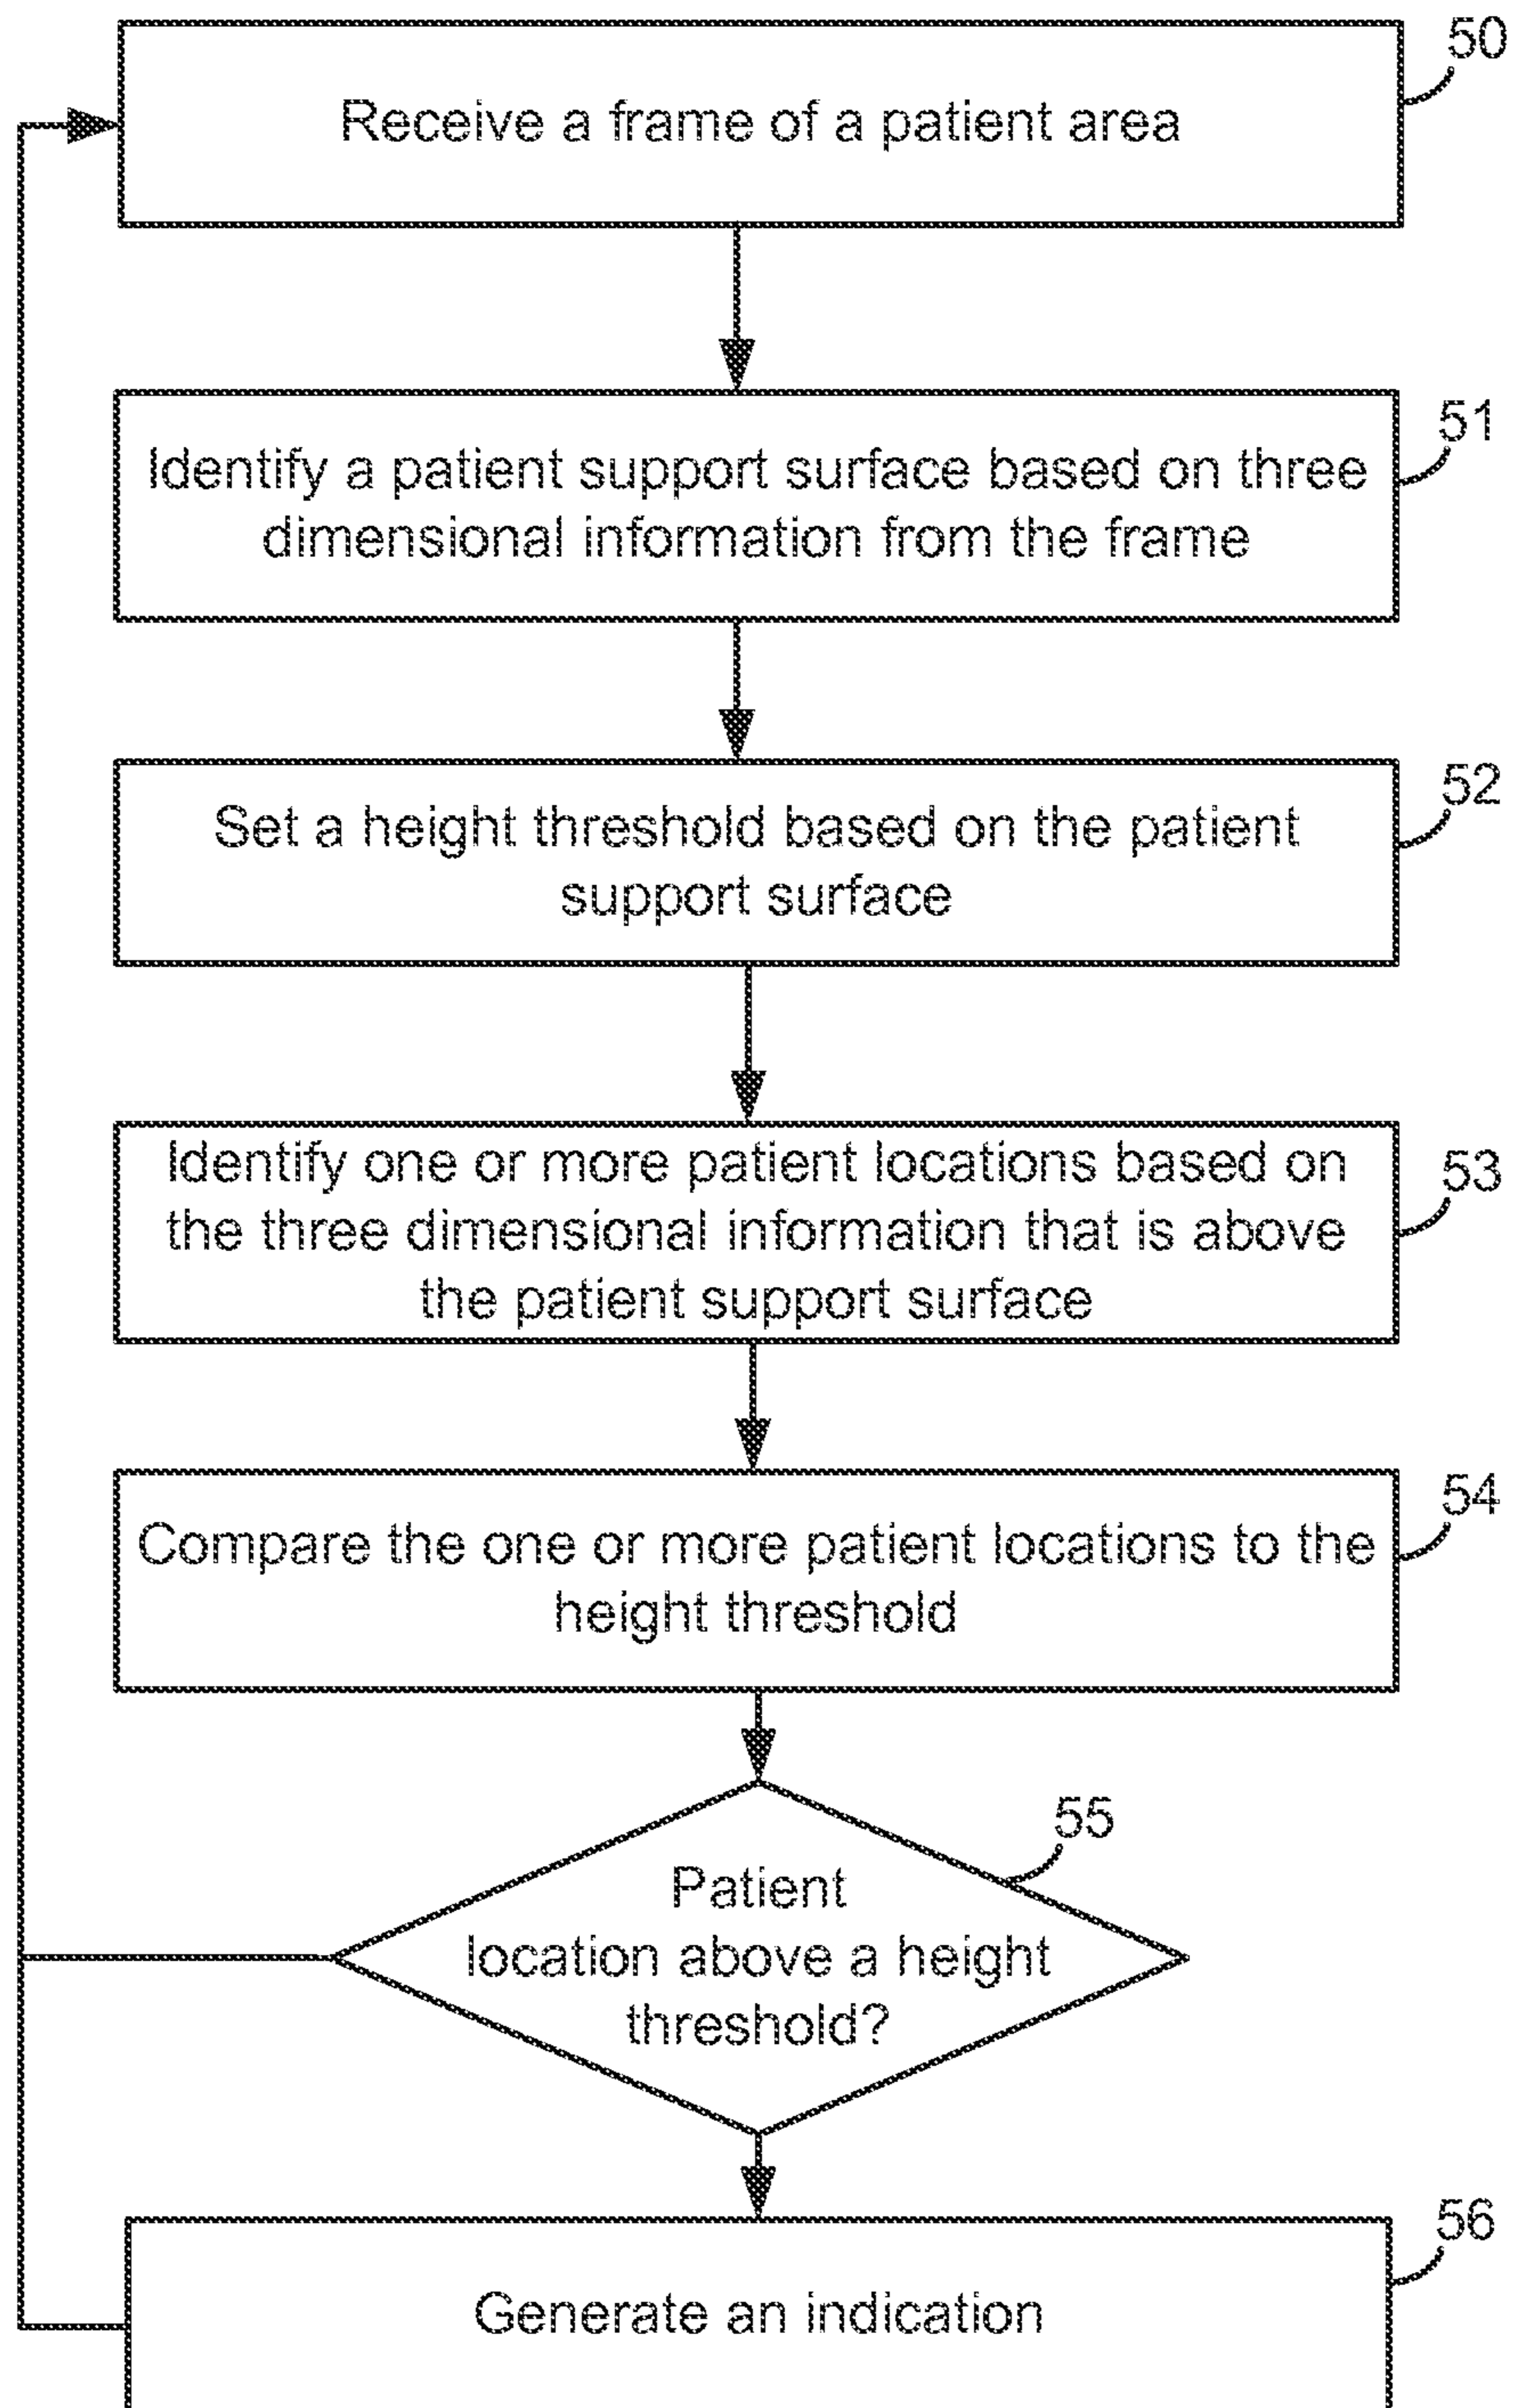 50
Receive a frame of a patient area
51
Identify a patient support surface based on three
dimensional information from the frame
52
Set a height threshold based on the patient
support surface
53
Identify one or more patient locations based on
the three dimensional information that is above
the patient support surface
54
Compare the one or more patient locations to the
height threshold
55
Patient
location above a height
threshold?
56
Generate an indication